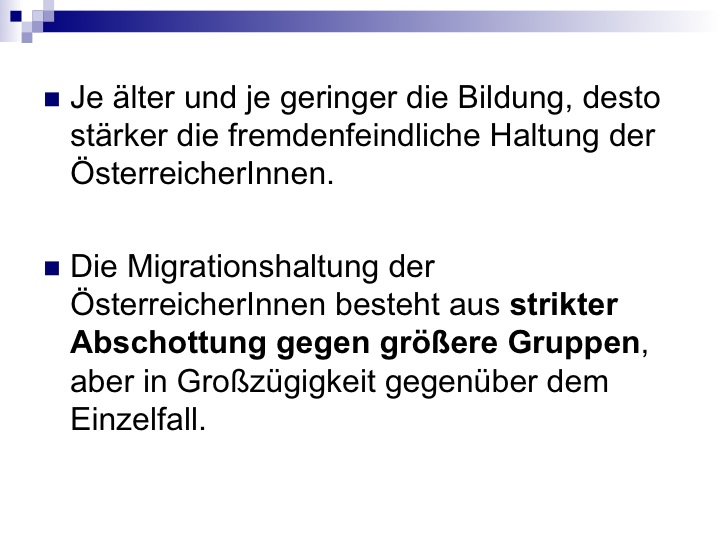 Je älter und je geringer die Bildung, desto
stärker die fremdenfeindliche Haltung der
ÖsterreicherInnen.
Die Migrationshaltung der
ÖsterreicherInnen besteht aus strikter
Abschottung gegen größere Gruppen,
aber in Großzügigkeit gegenüber dem
Einzelfall.